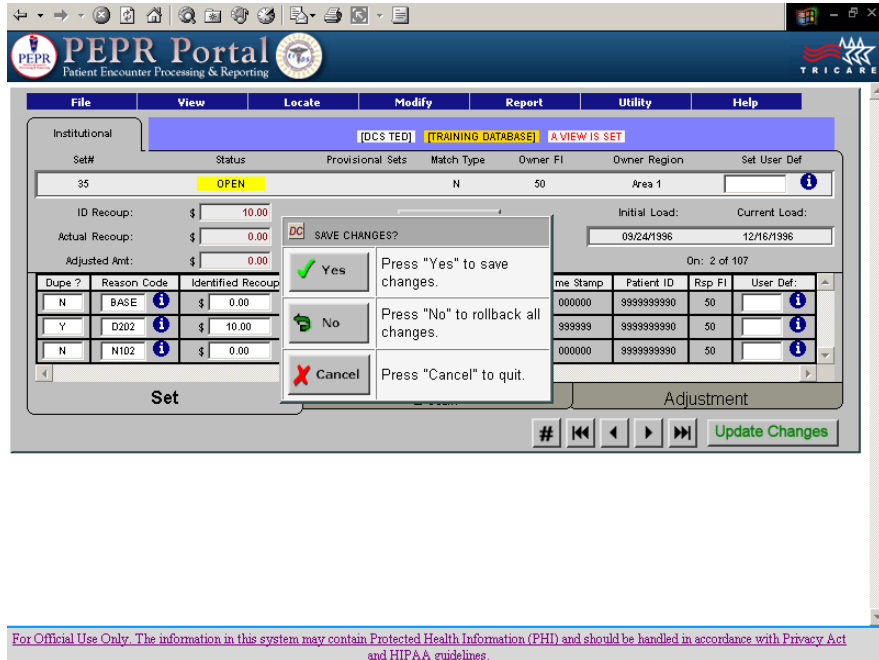 PEPR
PEPR Portal
Patient Encounter Processing & Reporting
TRICARE
File View Locate Modify Report Utility Help
Institutional
[DCS TED] [TRAINING DATABASE] A VIEW IS SET
Set# Status Provisional Sets Match Type Owner FI Owner Region Set User Def
35 OPEN N 50 Area 1
ID Recoup: $ 10.00 Initial Load: Current Load:
Actual Recoup: $ 0.00 09/24/1996 12/16/1996
Adjusted Amt: $ 0.00 On: 2 of 107
DC SAVE CHANGES?
Yes Press "Yes" to save
changes.
No Press "No" to rollback all
changes.
Cancel Press "Cancel" to quit.
Dupe ? Reason Code Identified Recoup me Stamp Patient ID Rsp FI User Def:
N BASE $ 0.00 000000 9999999990 50
Y D202 $ 10.00 999999 9999999990 50
N N102 $ 0.00 000000 9999999990 50
Set Adjustment
# Update Changes
For Official Use Only. The information in this system may contain Protected Health Information (PHI) and should be handled in accordance with Privacy Act
and HIPAA guidelines.